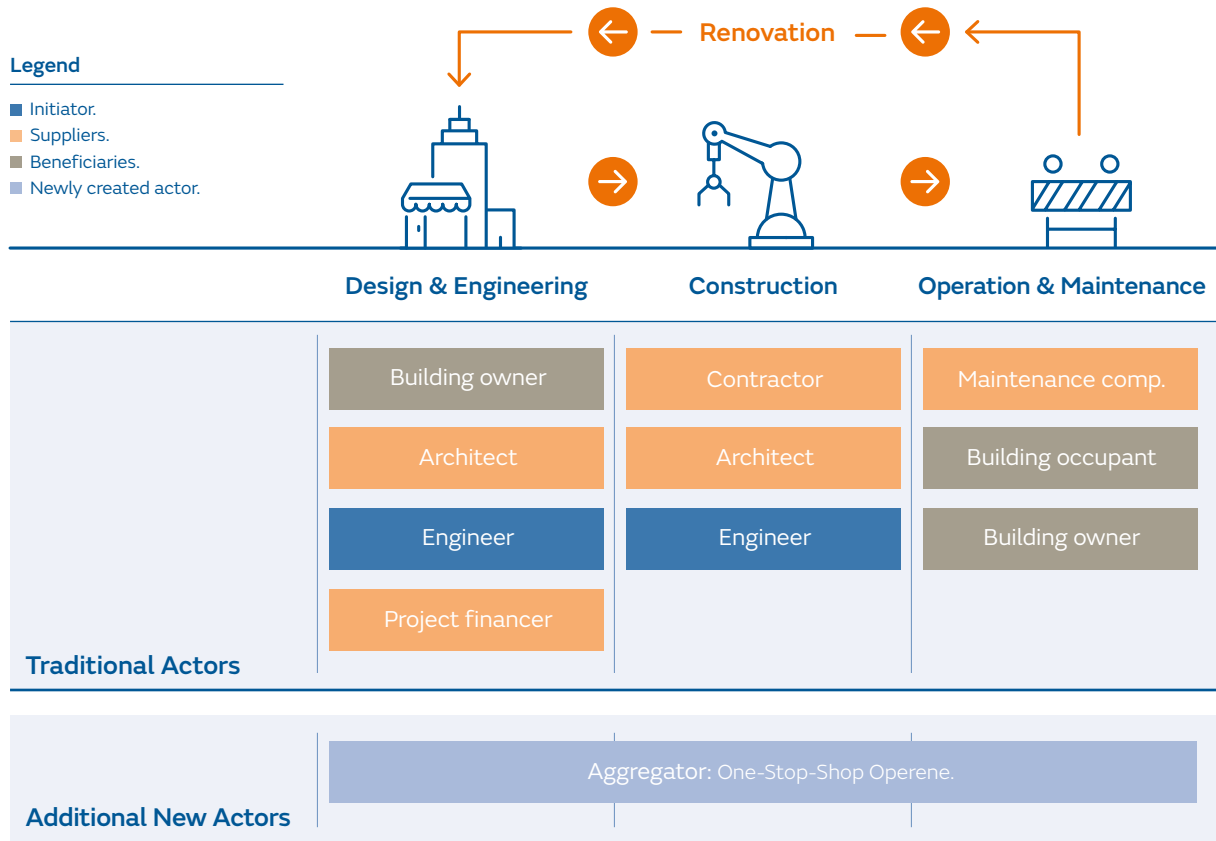 Renovation
Legend
Initiator.
Suppliers.
Beneficiaries.
Newly created actor.
Design & Engineering
Construction
Operation & Maintenance
Building owner
Contractor
Maintenance comp.
Architect
Architect
Building occupant
Engineer
Engineer
Building owner
Project financer
Traditional Actors
Aggregator: One-Stop-Shop Operene.
Additional New Actors